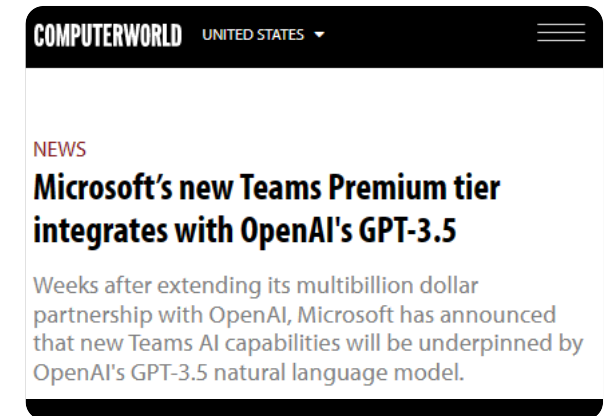 COMPUTERWORLD UNITED STATES
NEWS
Microsoft's new Teams Premium tier
integrates with OpenAI's GPT-3.5
Weeks after extending its multibillion dollar
partnership with OpenAI, Microsoft has announced
that new Teams AI capabilities will be underpinned by
OpenAI's GPT-3.5 natural language model.